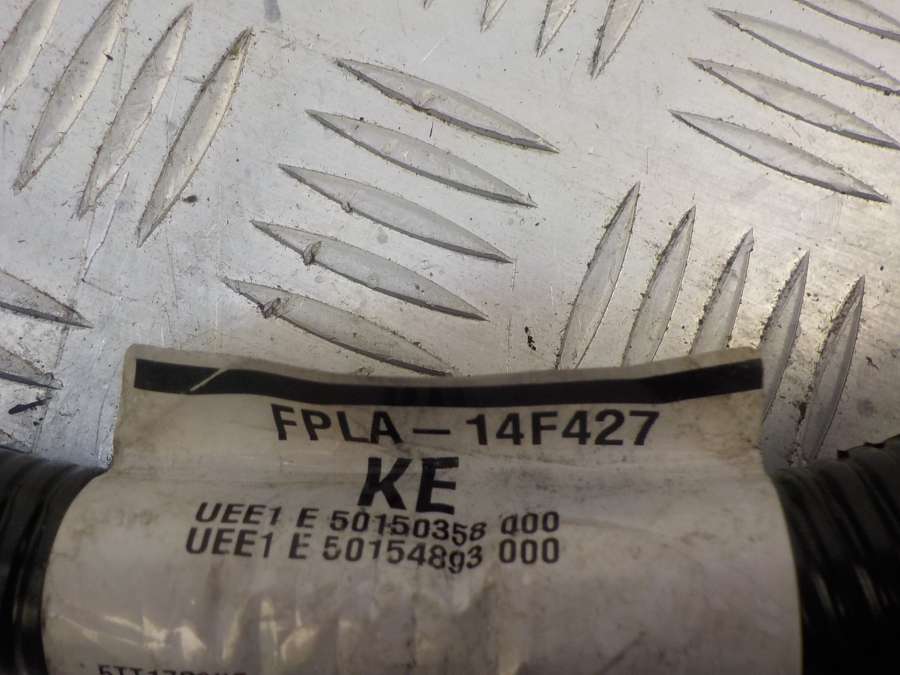 FPLA-14F427
KE
UEE1 E 50150358 000
UEE1 E 50154893 000